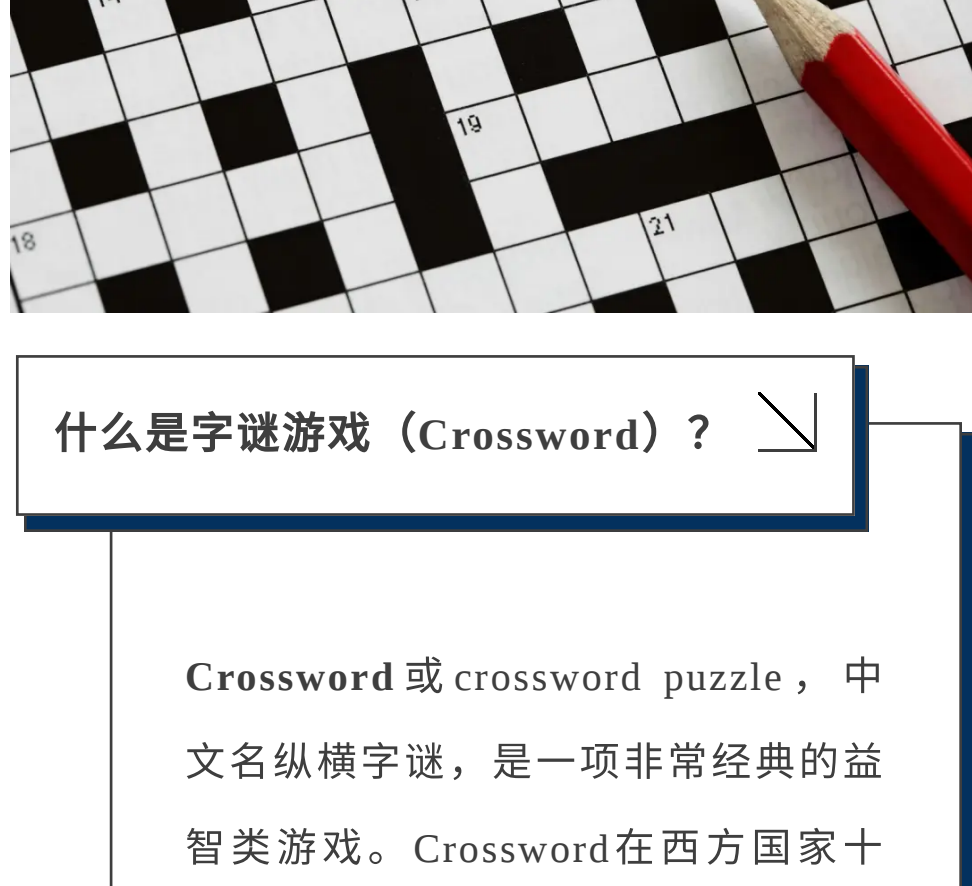 19
18
21
什么是字谜游戏（Crossword）？
Crossword 或 crossword puzzle ，中
文名纵横字谜，是一项非常经典的益
智类游戏。Crossword在西方国家十